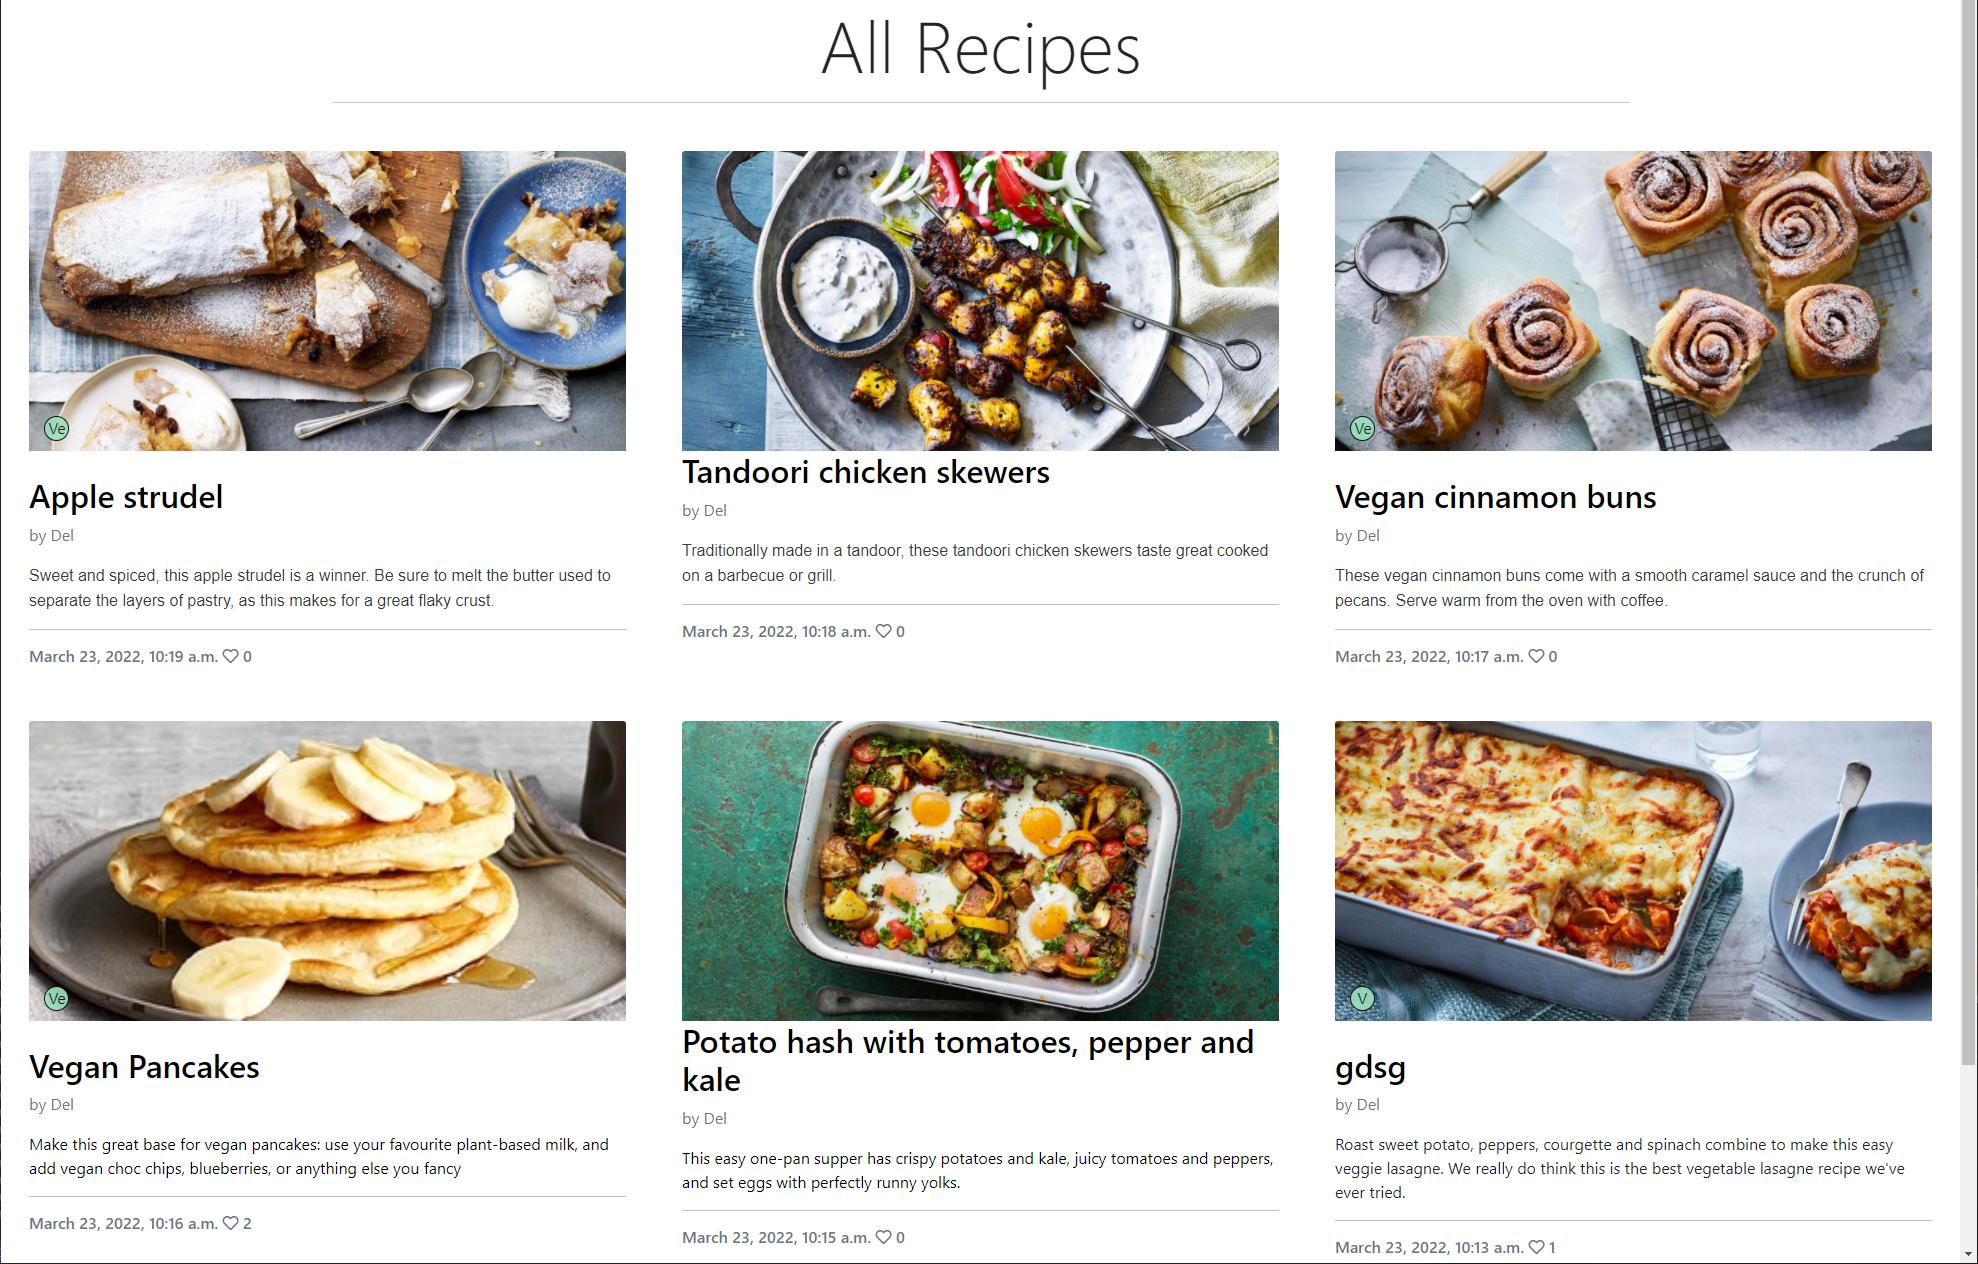 All Recipes
Ve
Apple strudel
by Del
Sweet and spiced, this apple strudel is a winner. Be sure to melt the butter used to
separate the layers of pastry, as this makes for a great flaky crust.
March 23, 2022, 10:19 a.m. 0
Tandoori chicken skewers
by Del
Traditionally made in a tandoor, these tandoori chicken skewers taste great cooked
on a barbecue or grill.
March 23, 2022, 10:18 a.m. 0
Ve
Vegan cinnamon buns
by Del
These vegan cinnamon buns come with a smooth caramel sauce and the crunch of
pecans. Serve warm from the oven with coffee.
March 23, 2022, 10:17 a.m. 0
Ve
Vegan Pancakes
by Del
Make this great base for vegan pancakes: use your favourite plant-based milk, and
add vegan choc chips, blueberries, or anything else you fancy
March 23, 2022, 10:16 a.m. 2
Potato hash with tomatoes, pepper and
kale
by Del
This easy one-pan supper has crispy potatoes and kale, juicy tomatoes and peppers,
and set eggs with perfectly runny yolks.
March 23, 2022, 10:15 a.m. 0
V
gdsg
by Del
Roast sweet potato, peppers, courgette and spinach combine to make this easy
veggie lasagne. We really do think this is the best vegetable lasagne recipe we've
ever tried.
March 23, 2022, 10:13 a.m. 1